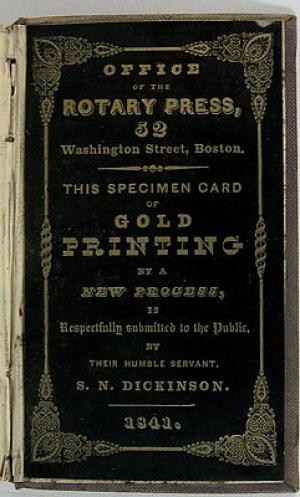 OFFICE
OF THE
ROTARY PRESS,
52
Washington Street, Boston.
THIS SPECIMEN CARD
OF
GOLD
PRINTING
BY A
NEW PROCESS,
IS
Respectfully submitted to the Public,
BY
THEIR HUMBLE SERVANT,
S. N. DICKINSON.
1841.